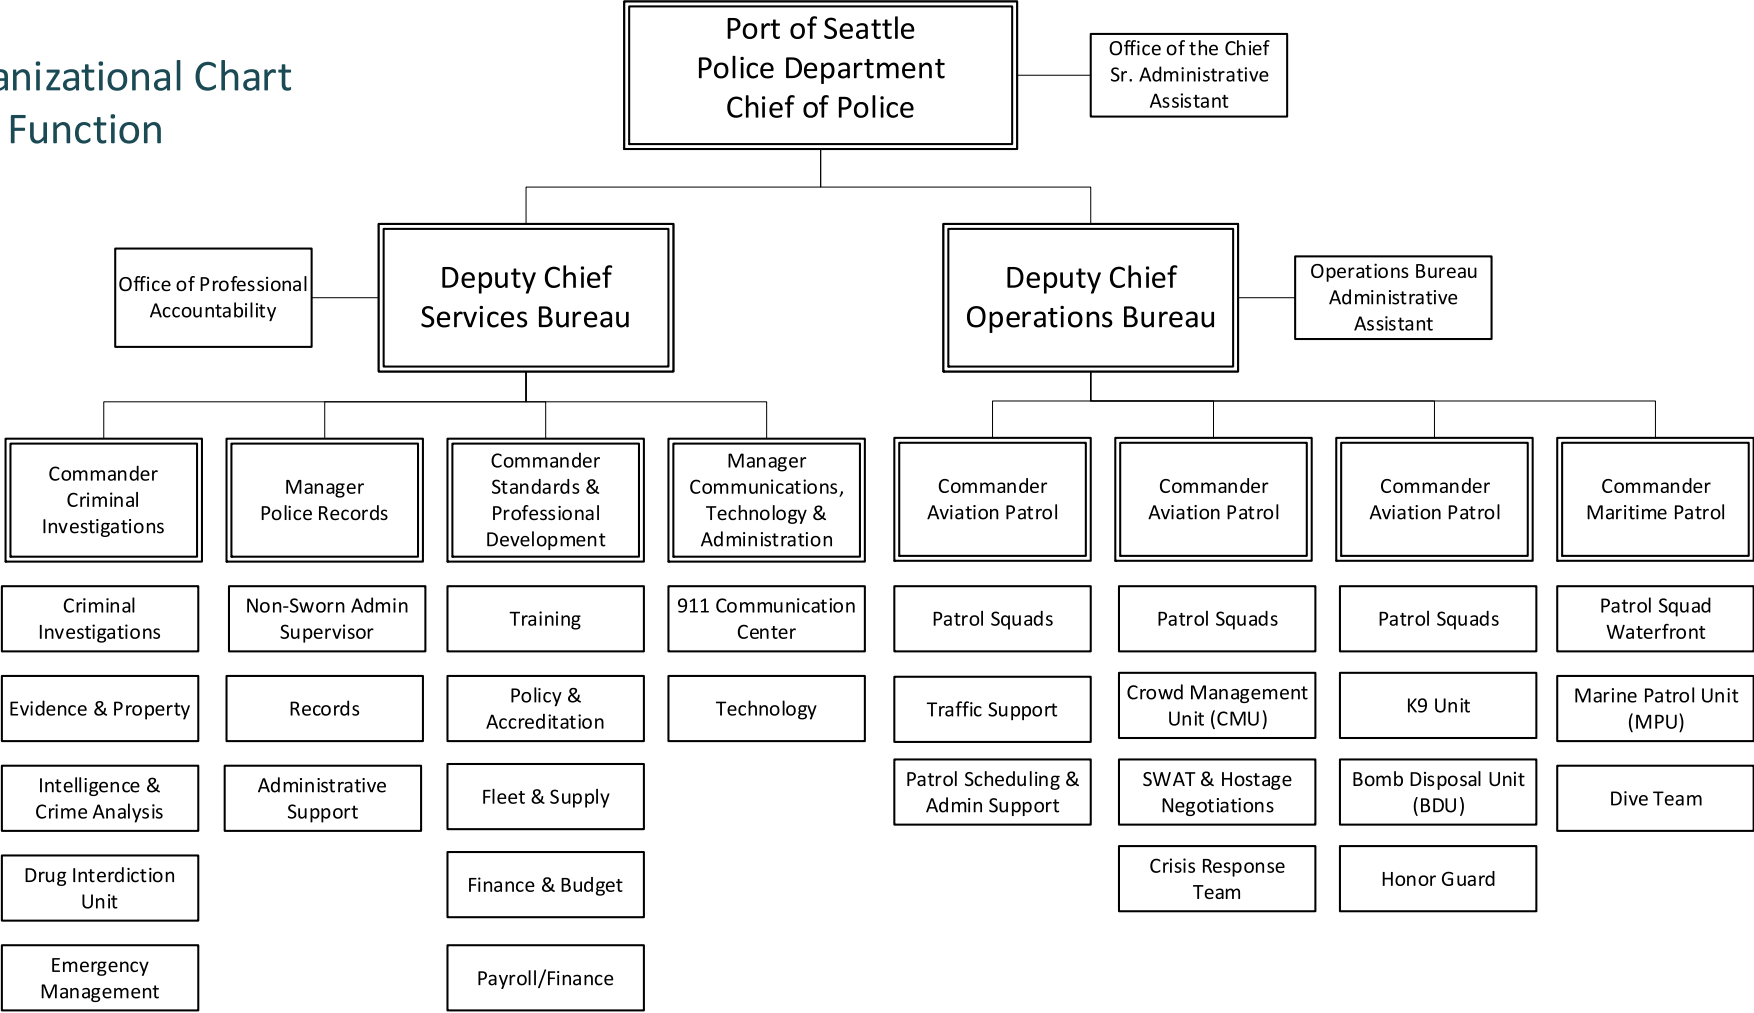 anizational Chart
Function
Port of Seattle
Police Department
Chief of Police
Office of the Chief
Sr. Administrative
Assistant
Office of Professional
Accountability
Deputy Chief
Services Bureau
Deputy Chief
Operations Bureau
Operations Bureau
Administrative
Assistant
Commander
Criminal
Investigations
Manager
Police Records
Commander
Standards &
Professional
Development
Manager
Communications,
Technology &
Administration
Commander
Aviation Patrol
Commander
Aviation Patrol
Commander
Aviation Patrol
Commander
Maritime Patrol
Criminal
Investigations
Non-Sworn Admin
Supervisor
Training
911 Communication
Center
Patrol Squads
Patrol Squads
Patrol Squads
Patrol Squad
Waterfront
Evidence & Property
Records
Policy &
Accreditation
Technology
Traffic Support
Crowd Management
Unit (CMU)
K9 Unit
Marine Patrol Unit
(MPU)
Intelligence &
Crime Analysis
Administrative
Support
Fleet & Supply
Patrol Scheduling &
Admin Support
SWAT & Hostage
Negotiations
Bomb Disposal Unit
(BDU)
Dive Team
Drug Interdiction
Unit
Finance & Budget
Crisis Response
Team
Honor Guard
Emergency
Management
Payroll/Finance